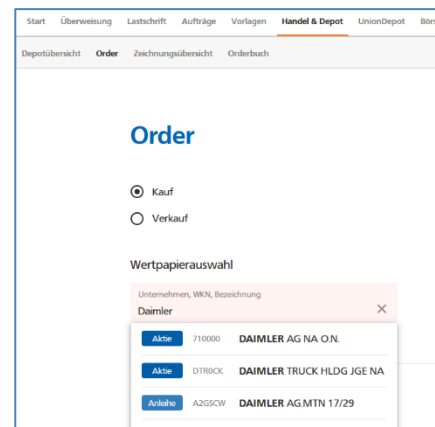 Start Überweisung Lastschrift Aufträge Vorlagen Handel & Depot UnionDepot
Depotübersicht Order Zeichnungsübersicht Orderbuch
Order
Kauf
Verkauf
Wertpapierauswahl
Unternehmen, WKN, Bezeichnung
Daimler
Aktie 710000 DAIMLER AG NA O.N.
Aktie DTR0CK DAIMLER TRUCK HLDG JGE NA
Anleihe A2GSCW DAIMLER AG.MTN 17/29